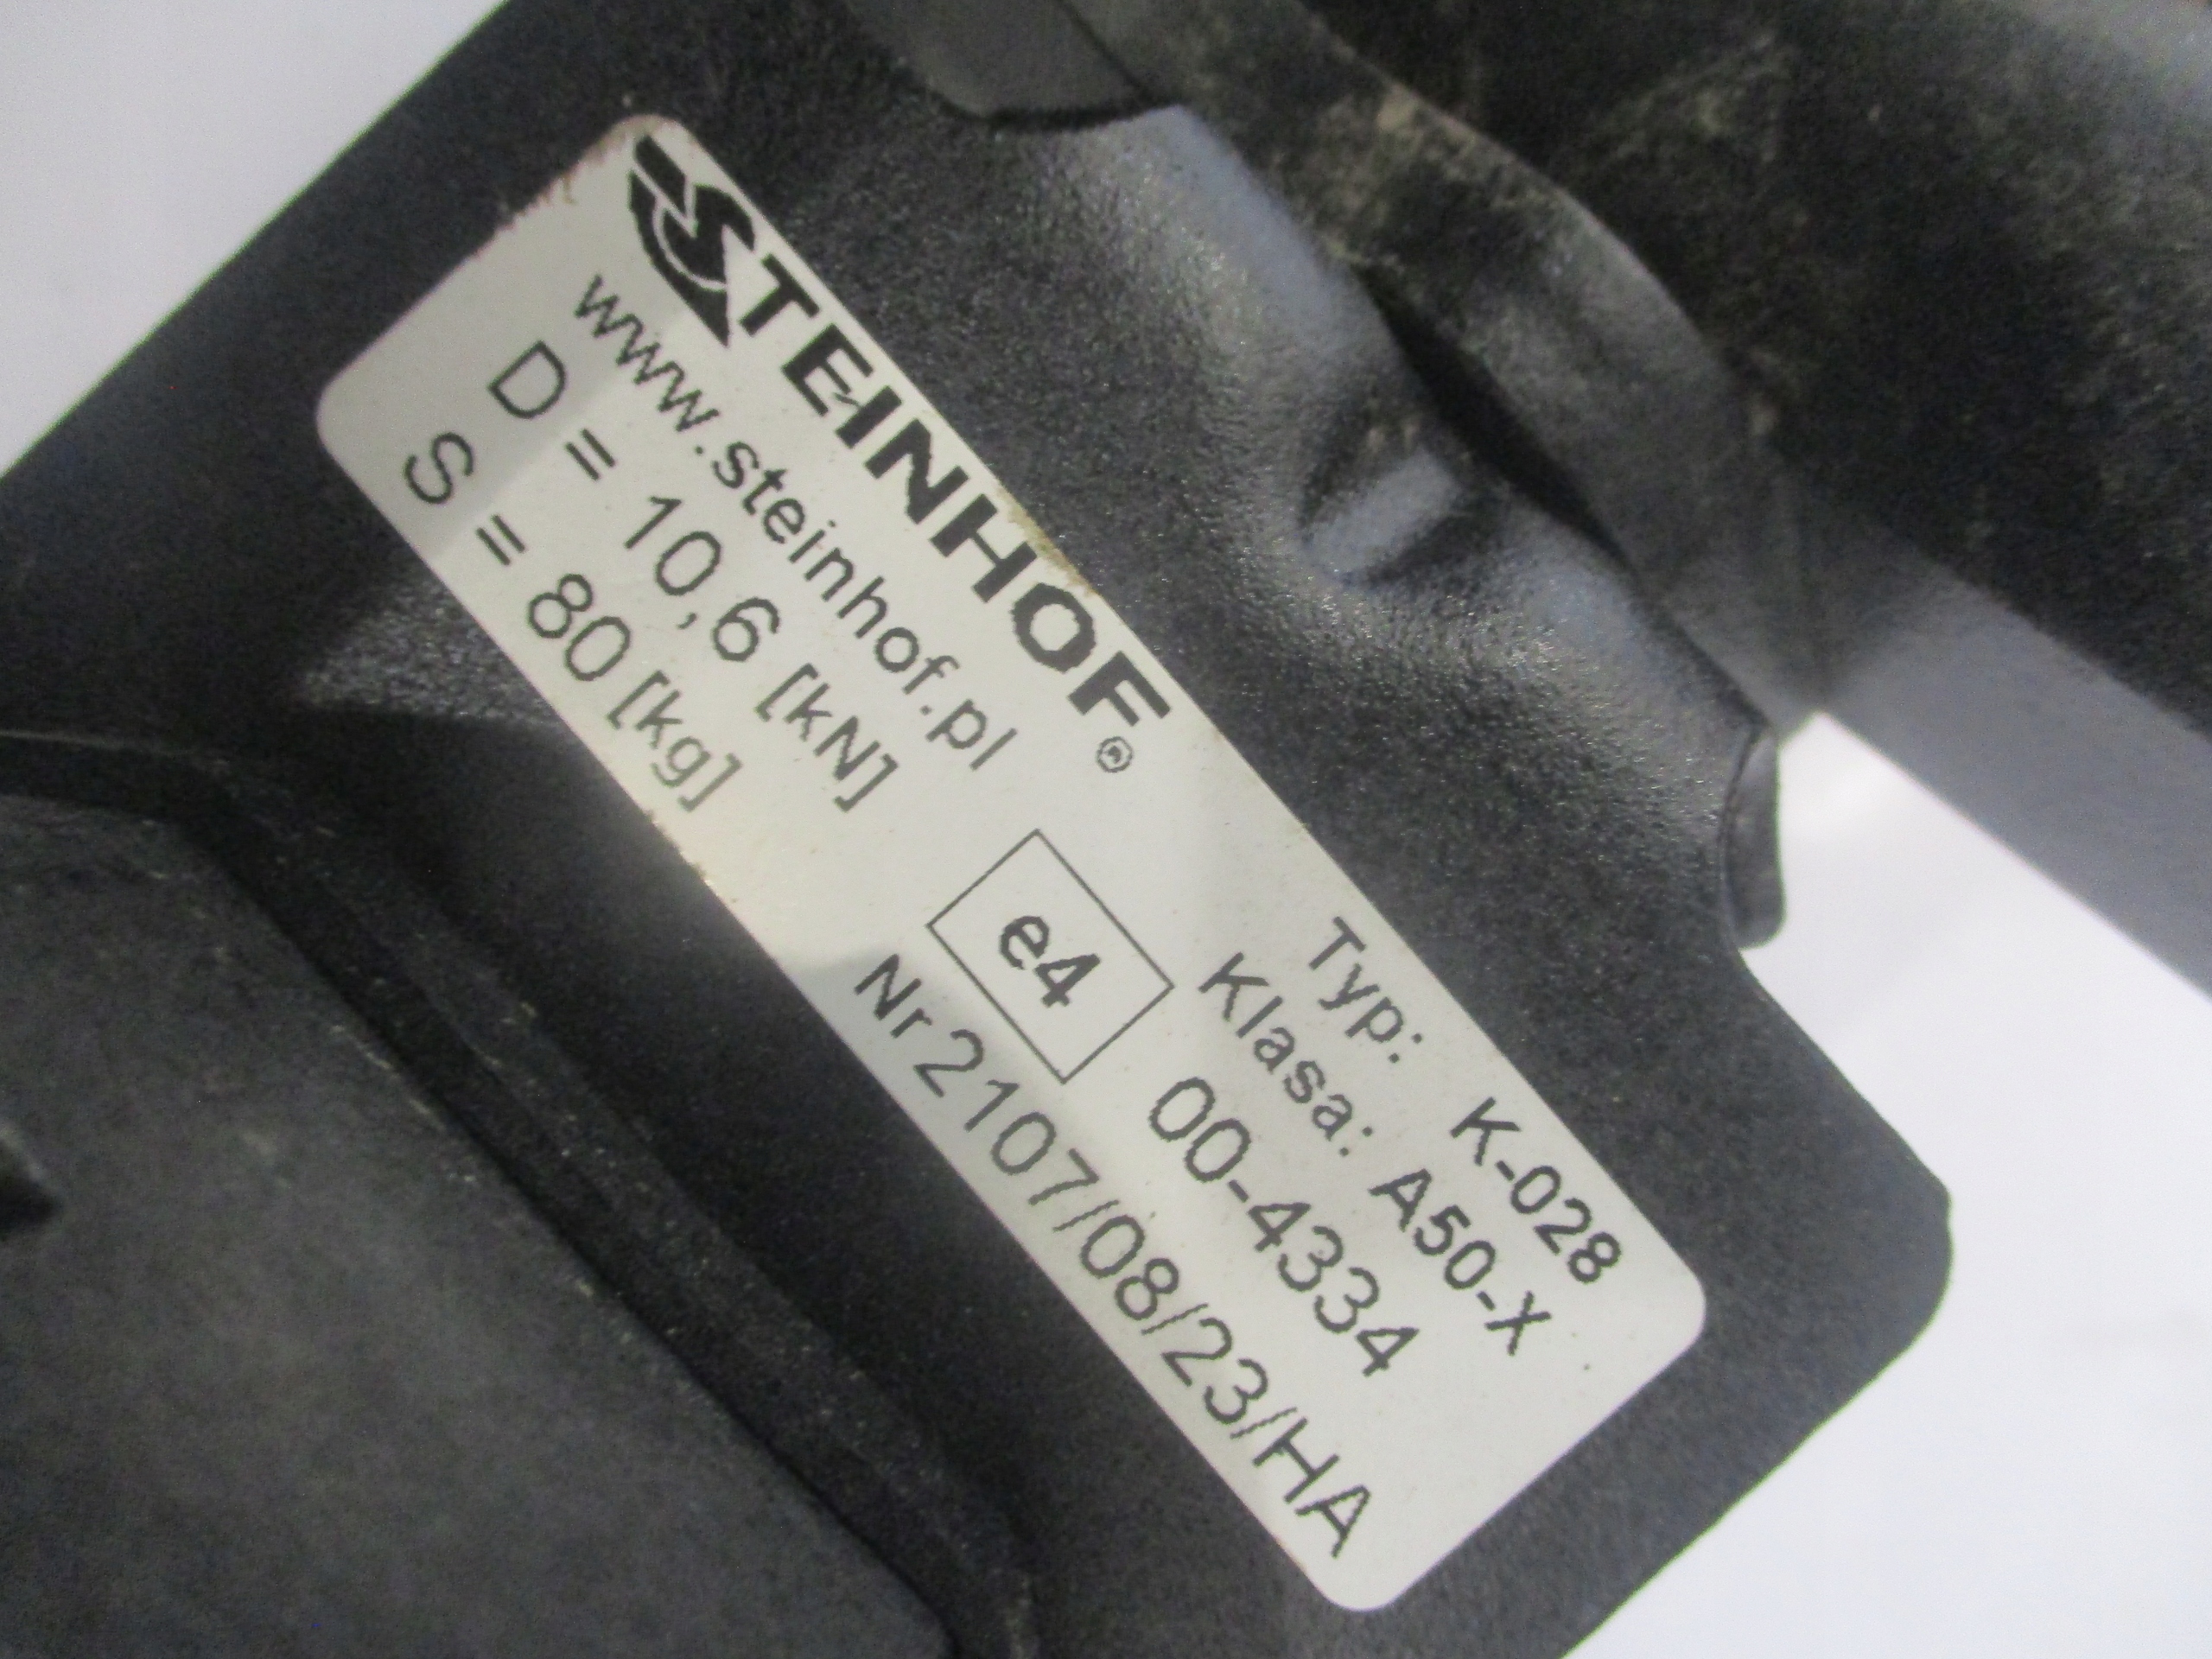 STEINHOF®
www.steinhof.pl
D = 10,6 [kN]
S = 80 [kg]
Typ: K-028
Klasa: A50-X
e4 00-4334
Nr 2107/08/23/HA